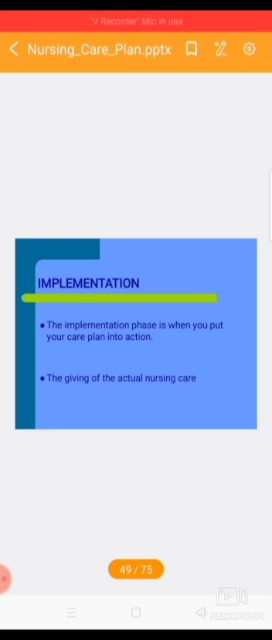 "V Recorder" Mic in use
Nursing_Care_Plan.pptx
IMPLEMENTATION
• The implementation phase is when you put
your care plan into action.
• The giving of the actual nursing care
49 / 75
RECORDER